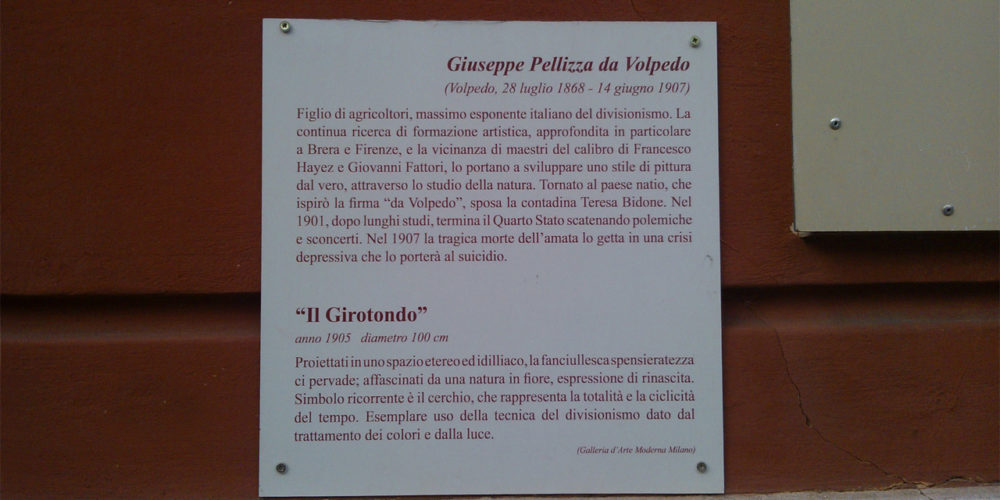 Giuseppe Pellizza da Volpedo
(Volpedo, 28 luglio 1868 - 14 giugno 1907)
Figlio di agricoltori, massimo esponente italiano del divisionismo. La
continua ricerca di formazione artistica, approfondita in particolare
a Brera e Firenze, e la vicinanza di maestri del calibro di Francesco
Hayez e Giovanni Fattori, lo portano a sviluppare uno stile di pittura
dal vero, attraverso lo studio della natura. Tornato al paese natio, che
ispirò la firma “da Volpedo”, sposa la contadina Teresa Bidone. Nel
1901, dopo lunghi studi, termina il Quarto Stato scatenando polemiche
e sconcerti. Nel 1907 la tragica morte dell’amata lo getta in una crisi
depressiva che lo porterà al suicidio.
“Il Girotondo”
anno 1905 diametro 100 cm
Proiettati in uno spazio etereo ed idilliaco, la fanciullesca spensieratezza
ci pervade; affascinati da una natura in fiore, espressione di rinascita.
Simbolo ricorrente è il cerchio, che rappresenta la totalità e la ciclicità
del tempo. Esemplare uso della tecnica del divisionismo dato dal
trattamento dei colori e dalla luce.
(Galleria d’Arte Moderna Milano)